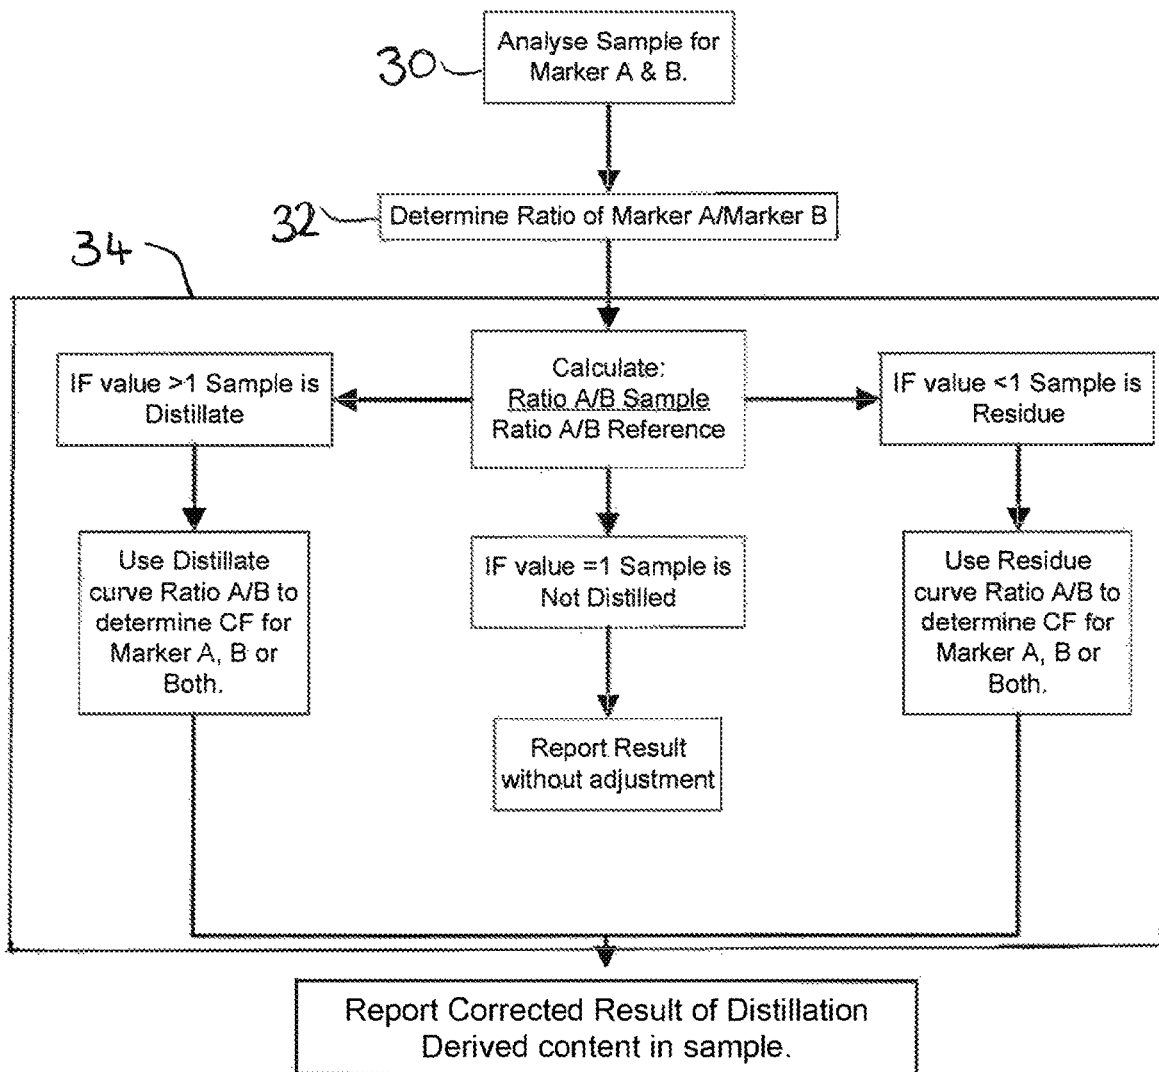 Analyse Sample for
Marker A & B.
30
Determine Ratio of Marker A/Marker B
32
34
Calculate:
Ratio A/B Sample
Ratio A/B Reference
IF value >1 Sample is
Distillate
IF value <1 Sample is
Residue
Use Distillate
curve Ratio A/B to
determine CF for
Marker A, B or
Both.
IF value =1 Sample is
Not Distilled
Use Residue
curve Ratio A/B to
determine CF for
Marker A, B or
Both.
Report Result
without adjustment
Report Corrected Result of Distillation
Derived content in sample.